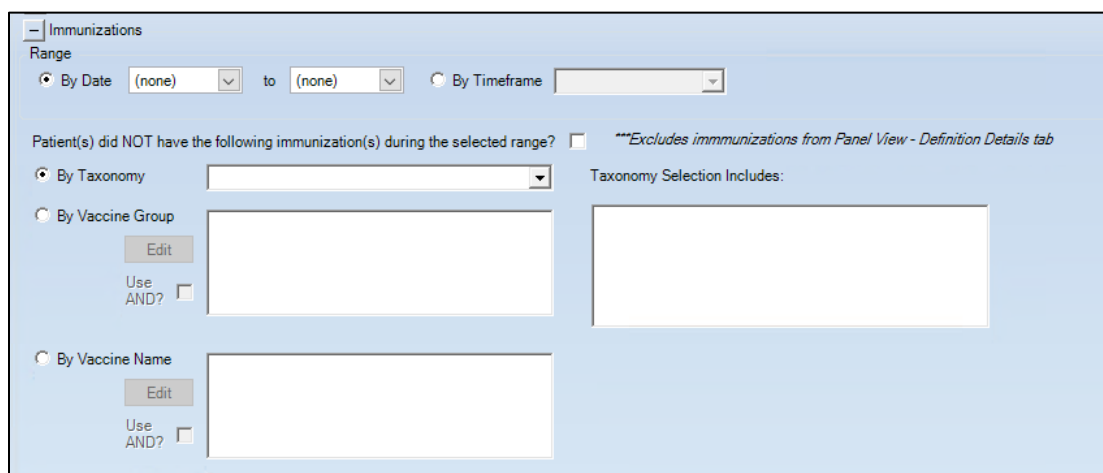 Immunizations
Range
By Date (none) to (none) By Timeframe
Patient(s) did NOT have the following immunization(s) during the selected range? ***Excludes immmunizations from Panel View - Definition Details tab
By Taxonomy Taxonomy Selection Includes:
By Vaccine Group
Edit
Use
AND?
By Vaccine Name
Edit
Use
AND?